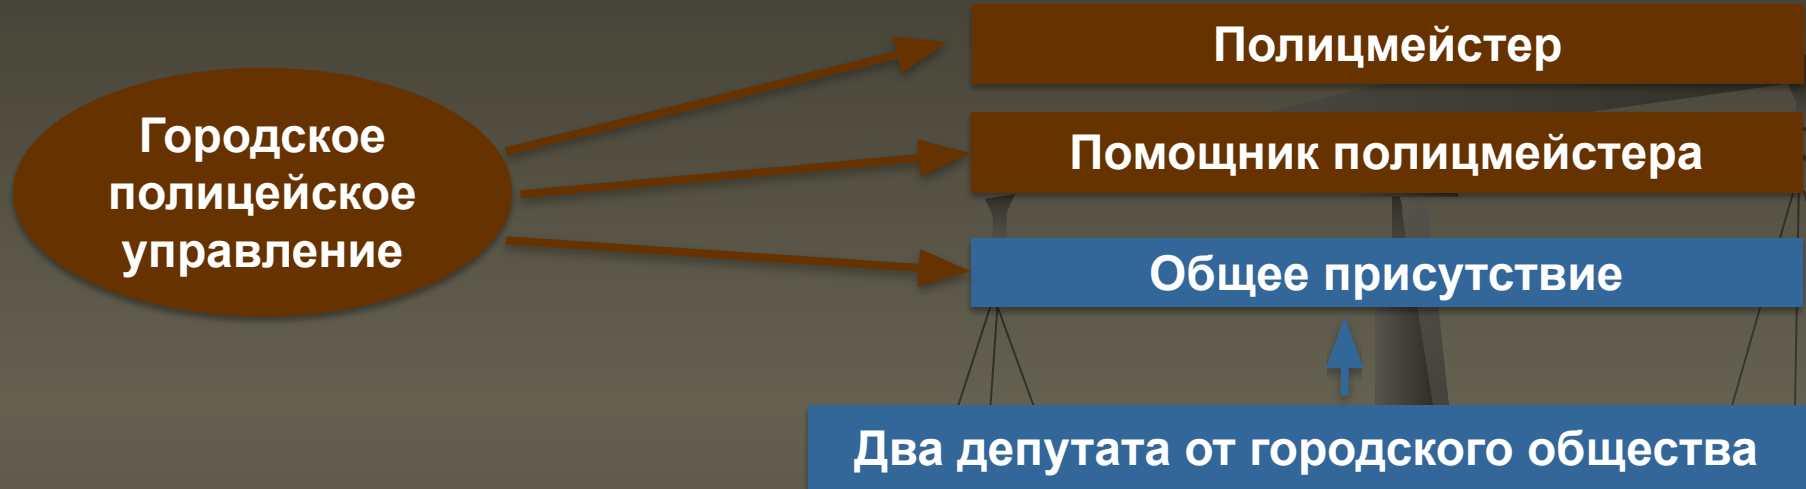 Городское
полицейское
управление
Полицмейстер
Помощник полицмейстера
Общее присутствие
Два депутата от городского общества